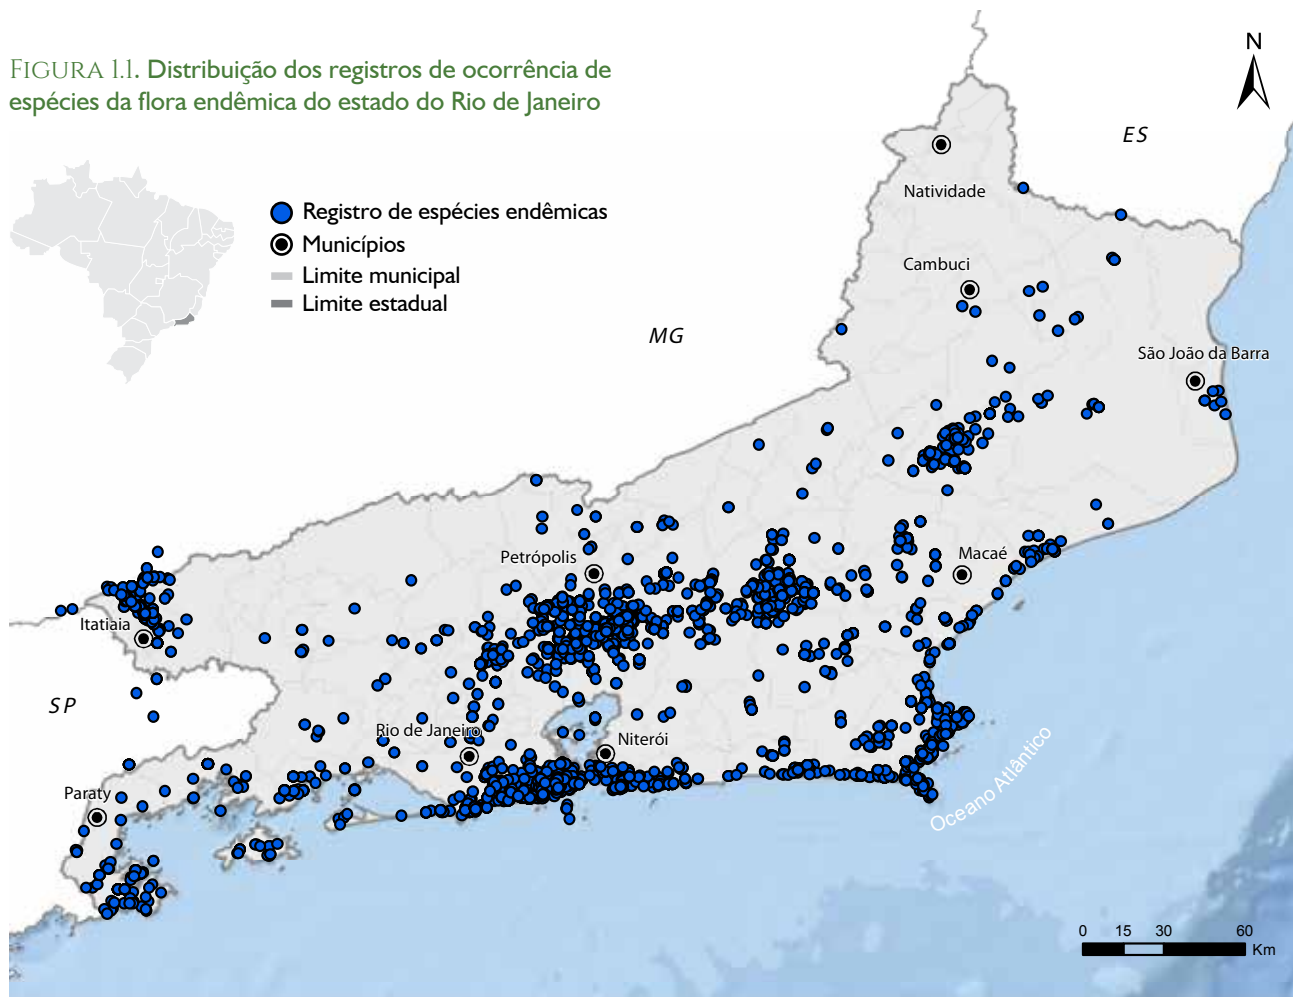 FIGURA 1.1. Distribuição dos registros de ocorrência de
espécies da flora endêmica do estado do Rio de Janeiro
N
ES
Registro de espécies endêmicas
Municípios
Limite municipal
Limite estadual
Natividade
Cambuci
MG
São João da Barra
Petrópolis
Macaé
Itatiaia
SP
Rio de Janeiro
Niterói
Paraty
Oceano Atlântico
0 15 30 60
Km